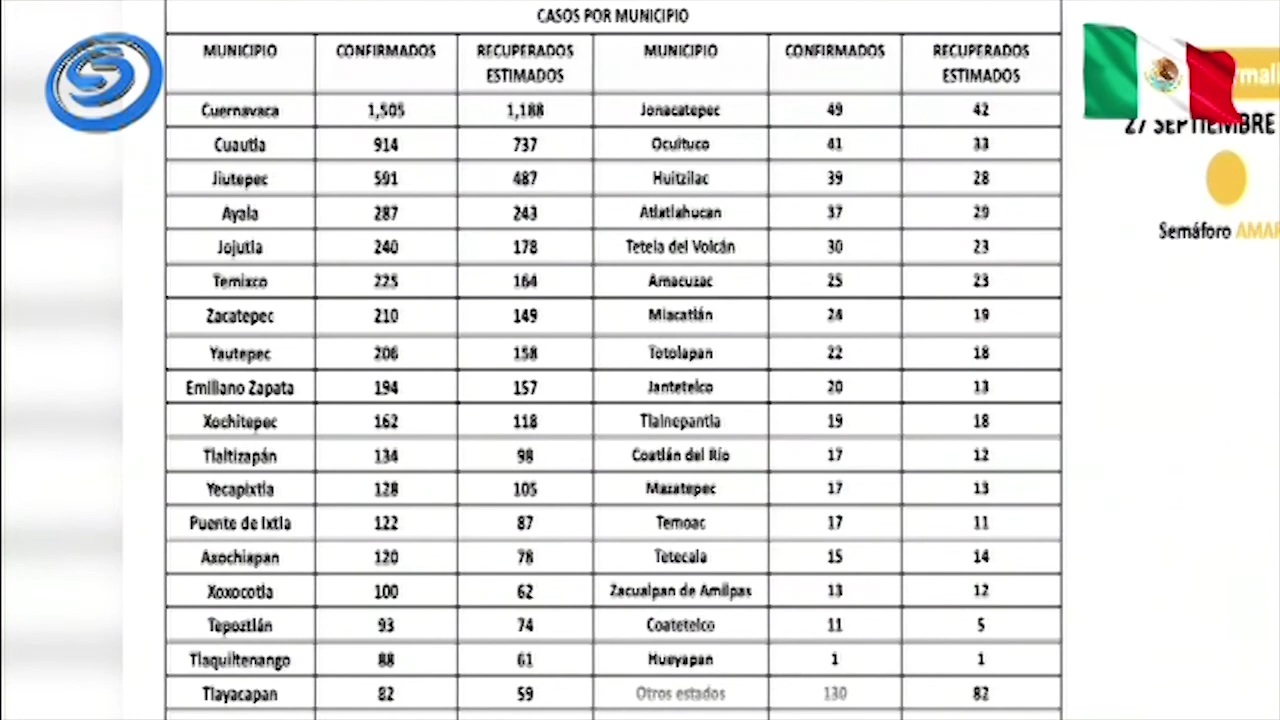 CASOS POR MUNICIPIO
MUNICIPIO CONFIRMADOS RECUPERADOS ESTIMADOS MUNICIPIO CONFIRMADOS RECUPERADOS ESTIMADOS
Cuernavaca 1,505 1,188 Jonacatepec 49 42
Cuautla 914 737 Ocuituco 41 33
Jiutepec 591 487 Huitzilac 39 28
Ayala 287 243 Atlatlahucan 37 29
Jojutla 240 178 Tetela del Volcán 30 23
Temixco 225 164 Amacuzac 25 23
Zacatepec 210 149 Miacatlán 24 19
Yautepec 206 158 Totolapan 22 18
Emiliano Zapata 194 157 Jantetelco 20 13
Xochitepec 162 118 Tlalnepantla 19 18
Tlaltizapán 134 98 Coatlán del Río 17 12
Yecapixtla 128 105 Mazatepec 17 13
Puente de Ixtla 122 87 Temoac 17 11
Axochiapan 120 78 Tetecala 15 14
Xoxocotla 100 62 Zacualpan de Amilpas 13 12
Tepoztlán 93 74 Coatetelco 11 5
Tlaquiltenango 88 61 Hueyapan 1 1
Tlayacapan 82 59 Otros estados 130 82
27 SEPTIEMBRE
Semáforo